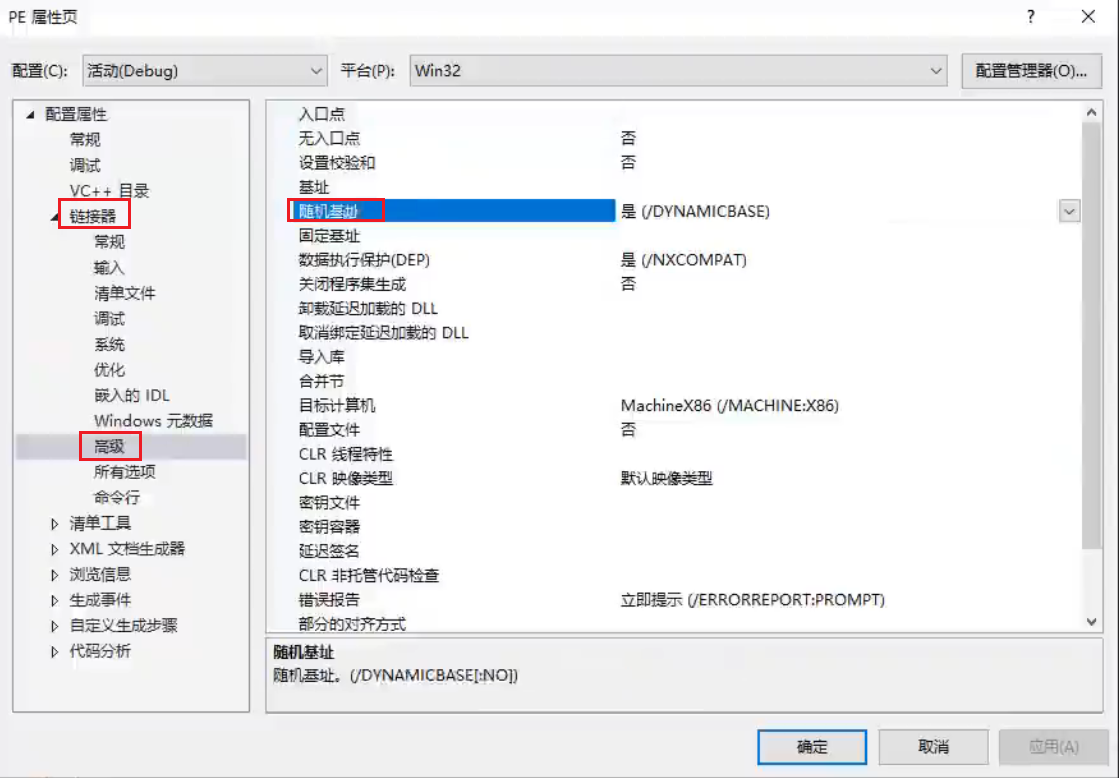 PE 属性页
?
配置(C): 活动(Debug) 平台(P): Win32 配置管理器(O)...
配置属性
常规
调试
VC++ 目录
链接器
常规
输入
清单文件
调试
系统
优化
嵌入的 IDL
Windows 元数据
高级
所有选项
命令行
清单工具
XML 文档生成器
浏览信息
生成事件
自定义生成步骤
代码分析
入口点
无入口点 否
设置校验和 否
基址
随机基址 是 (/DYNAMICBASE)
固定基址
数据执行保护(DEP) 是 (/NXCOMPAT)
关闭程序集生成 否
卸载延迟加载的 DLL
取消绑定延迟加载的 DLL
导入库
合并节
目标计算机 MachineX86 (/MACHINE:X86)
配置文件 否
CLR 线程特性
CLR 映像类型 默认映像类型
密钥文件
密钥容器
延迟签名
CLR 非托管代码检查
错误报告 立即提示 (/ERRORREPORT:PROMPT)
部分的对齐方式
随机基址
随机基址。(/DYNAMICBASE[:NO])
确定 取消 应用(A)